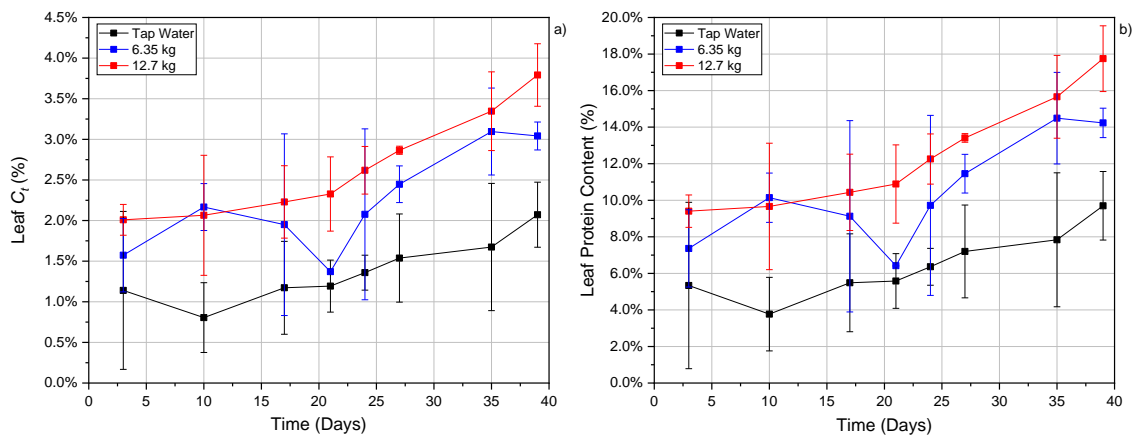 4.5%
4.0%
3.5%
3.0%
2.5%
2.0%
1.5%
1.0%
0.5%
0.0%
Leaf Ct (%)
Tap Water
6.35 kg
12.7 kg
a)
0 5 10 15 20 25 30 35 40
Time (Days)
20.0%
18.0%
16.0%
14.0%
12.0%
10.0%
8.0%
6.0%
4.0%
2.0%
0.0%
Leaf Protein Content (%)
Tap Water
6.35 kg
12.7 kg
b)
0 5 10 15 20 25 30 35 40
Time (Days)